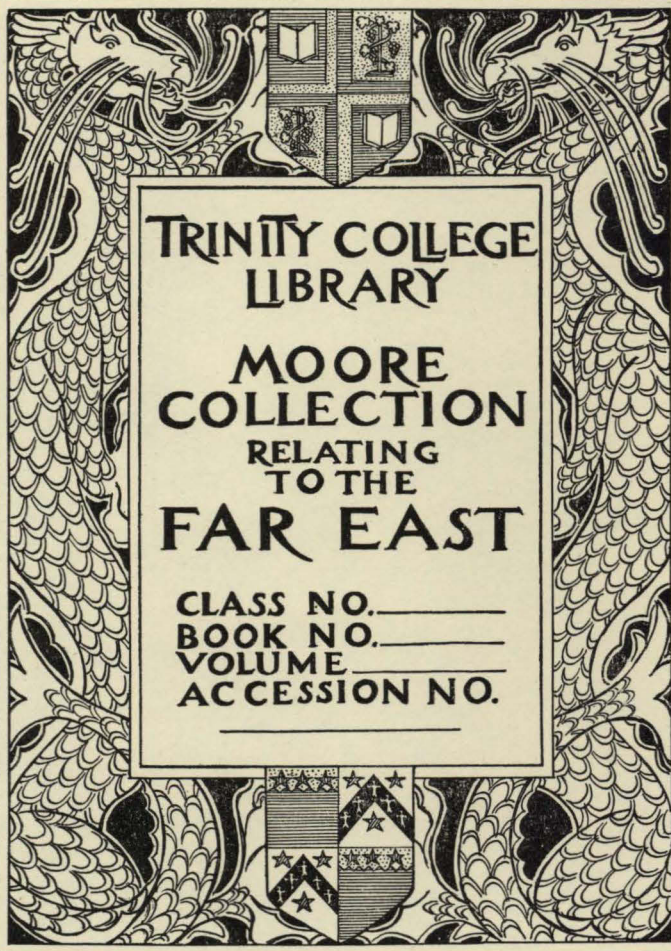 TRINITY COLLEGE
LIBRARY
MOORE
COLLECTION
RELATING
TO THE
FAR EAST
CLASS NO.
BOOK NO.
VOLUME
ACCESSION NO.